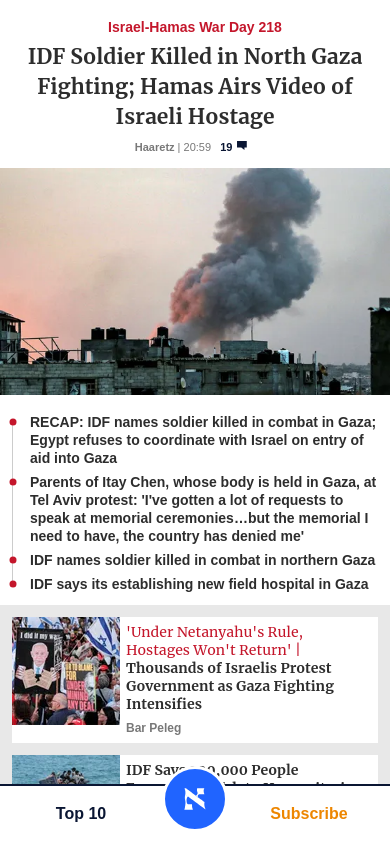 Israel-Hamas War Day 218
IDF Soldier Killed in North Gaza
Fighting; Hamas Airs Video of
Israeli Hostage
Haaretz | 20:59 19
RECAP: IDF names soldier killed in combat in Gaza;
Egypt refuses to coordinate with Israel on entry of
aid into Gaza
Parents of Itay Chen, whose body is held in Gaza, at
Tel Aviv protest: 'I've gotten a lot of requests to
speak at memorial ceremonies…but the memorial I
need to have, the country has denied me'
IDF names soldier killed in combat in northern Gaza
IDF says its establishing new field hospital in Gaza
I did it my way
'Under Netanyahu's Rule,
Hostages Won't Return' |
Thousands of Israelis Protest
Government as Gaza Fighting
Intensifies
Bar Peleg
IDF Says People
Top 10
Subscribe